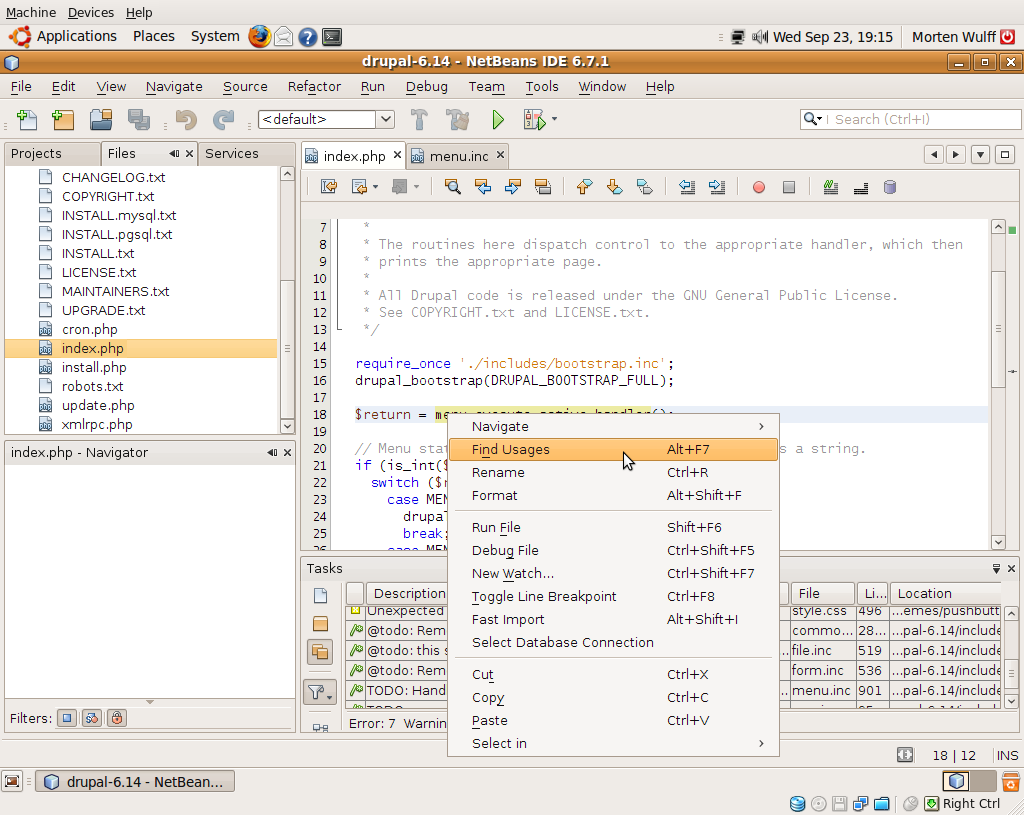 Machine Devices Help
Applications Places System Wed Sep 23, 19:15 Morten Wulff
drupal-6.14 - NetBeans IDE 6.7.1
File Edit View Navigate Source Refactor Run Debug Team Tools Window Help
<default> Search (Ctrl+I)
Projects Files Services
CHANGELOG.txt
COPYRIGHT.txt
INSTALL.mysql.txt
INSTALL.pgsql.txt
INSTALL.txt
LICENSE.txt
MAINTAINERS.txt
UPGRADE.txt
cron.php
index.php
install.php
robots.txt
update.php
xmlrpc.php
index.php - Navigator
Filters:
index.php menu.inc
7 *
8 * The routines here dispatch control to the appropriate handler, which then
9 * prints the appropriate page.
10 *
11 * All Drupal code is released under the GNU General Public License.
12 * See COPYRIGHT.txt and LICENSE.txt.
13 */
14
15 require_once './includes/bootstrap.inc';
16 drupal_bootstrap(DRUPAL_BOOTSTRAP_FULL);
17
18 $return = menu_execute_active_handler();
19
20 // Menu stat s a string.
21 if (is_int($
22 switch ($r
23 case MEN
24 drupal
25 break;
26 case MEN
Navigate
Find Usages Alt+F7
Rename Ctrl+R
Format Alt+Shift+F
Run File Shift+F6
Debug File Ctrl+Shift+F5
New Watch... Ctrl+Shift+F7
Toggle Line Breakpoint Ctrl+F8
Fast Import Alt+Shift+I
Select Database Connection
Cut Ctrl+X
Copy Ctrl+C
Paste Ctrl+V
Select in
Tasks
Description File Li... Location
Unexpected style.css 496 ...emes/pushbutt
@todo: Rem commo... 28... ...pal-6.14/include
@todo: this s file.inc 519 ...pal-6.14/include
@todo: Rem form.inc 536 ...pal-6.14/include
TODO: Hand menu.inc 901 ...pal-6.14/include
Error: 7 Warnin
18 | 12 INS
drupal-6.14 - NetBean...
Right Ctrl